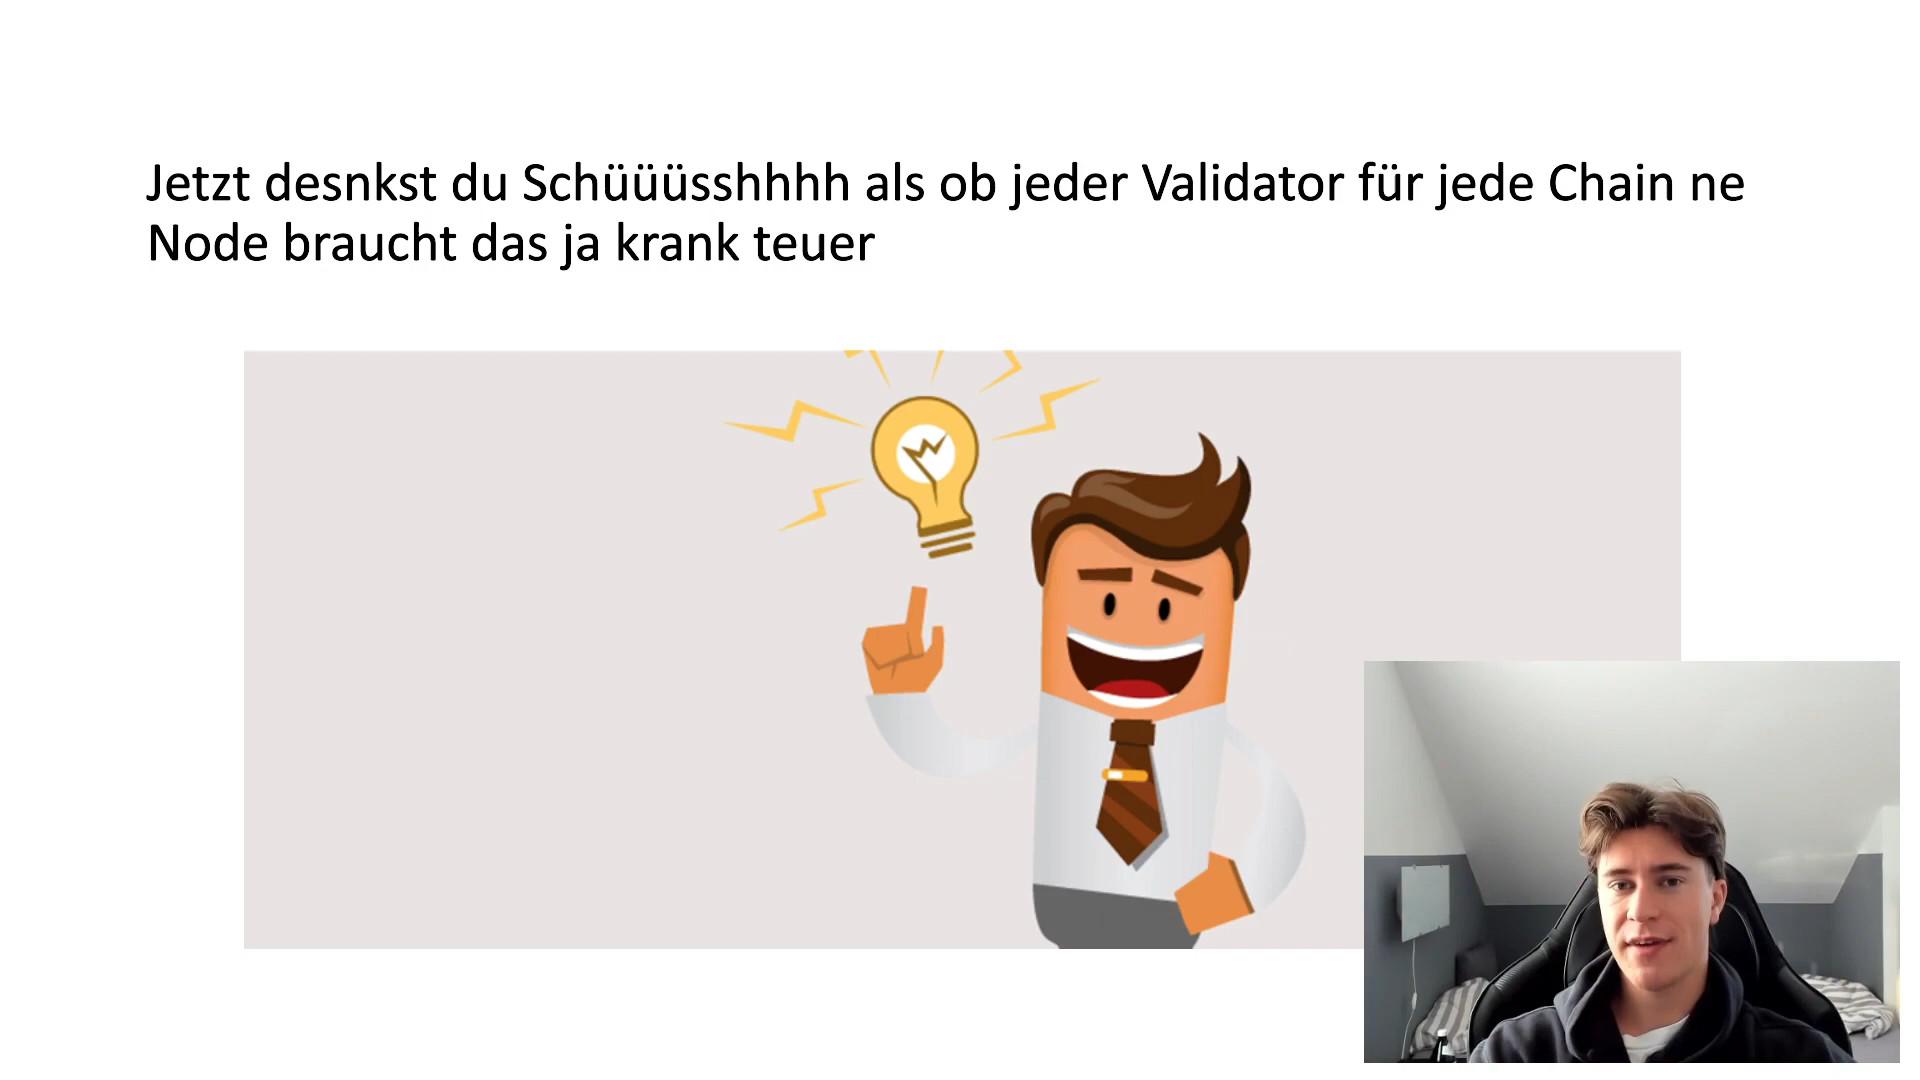 Jetzt desnkst du Schüüüsshhhh als ob jeder Validator für jede Chain ne
Node braucht das ja krank teuer